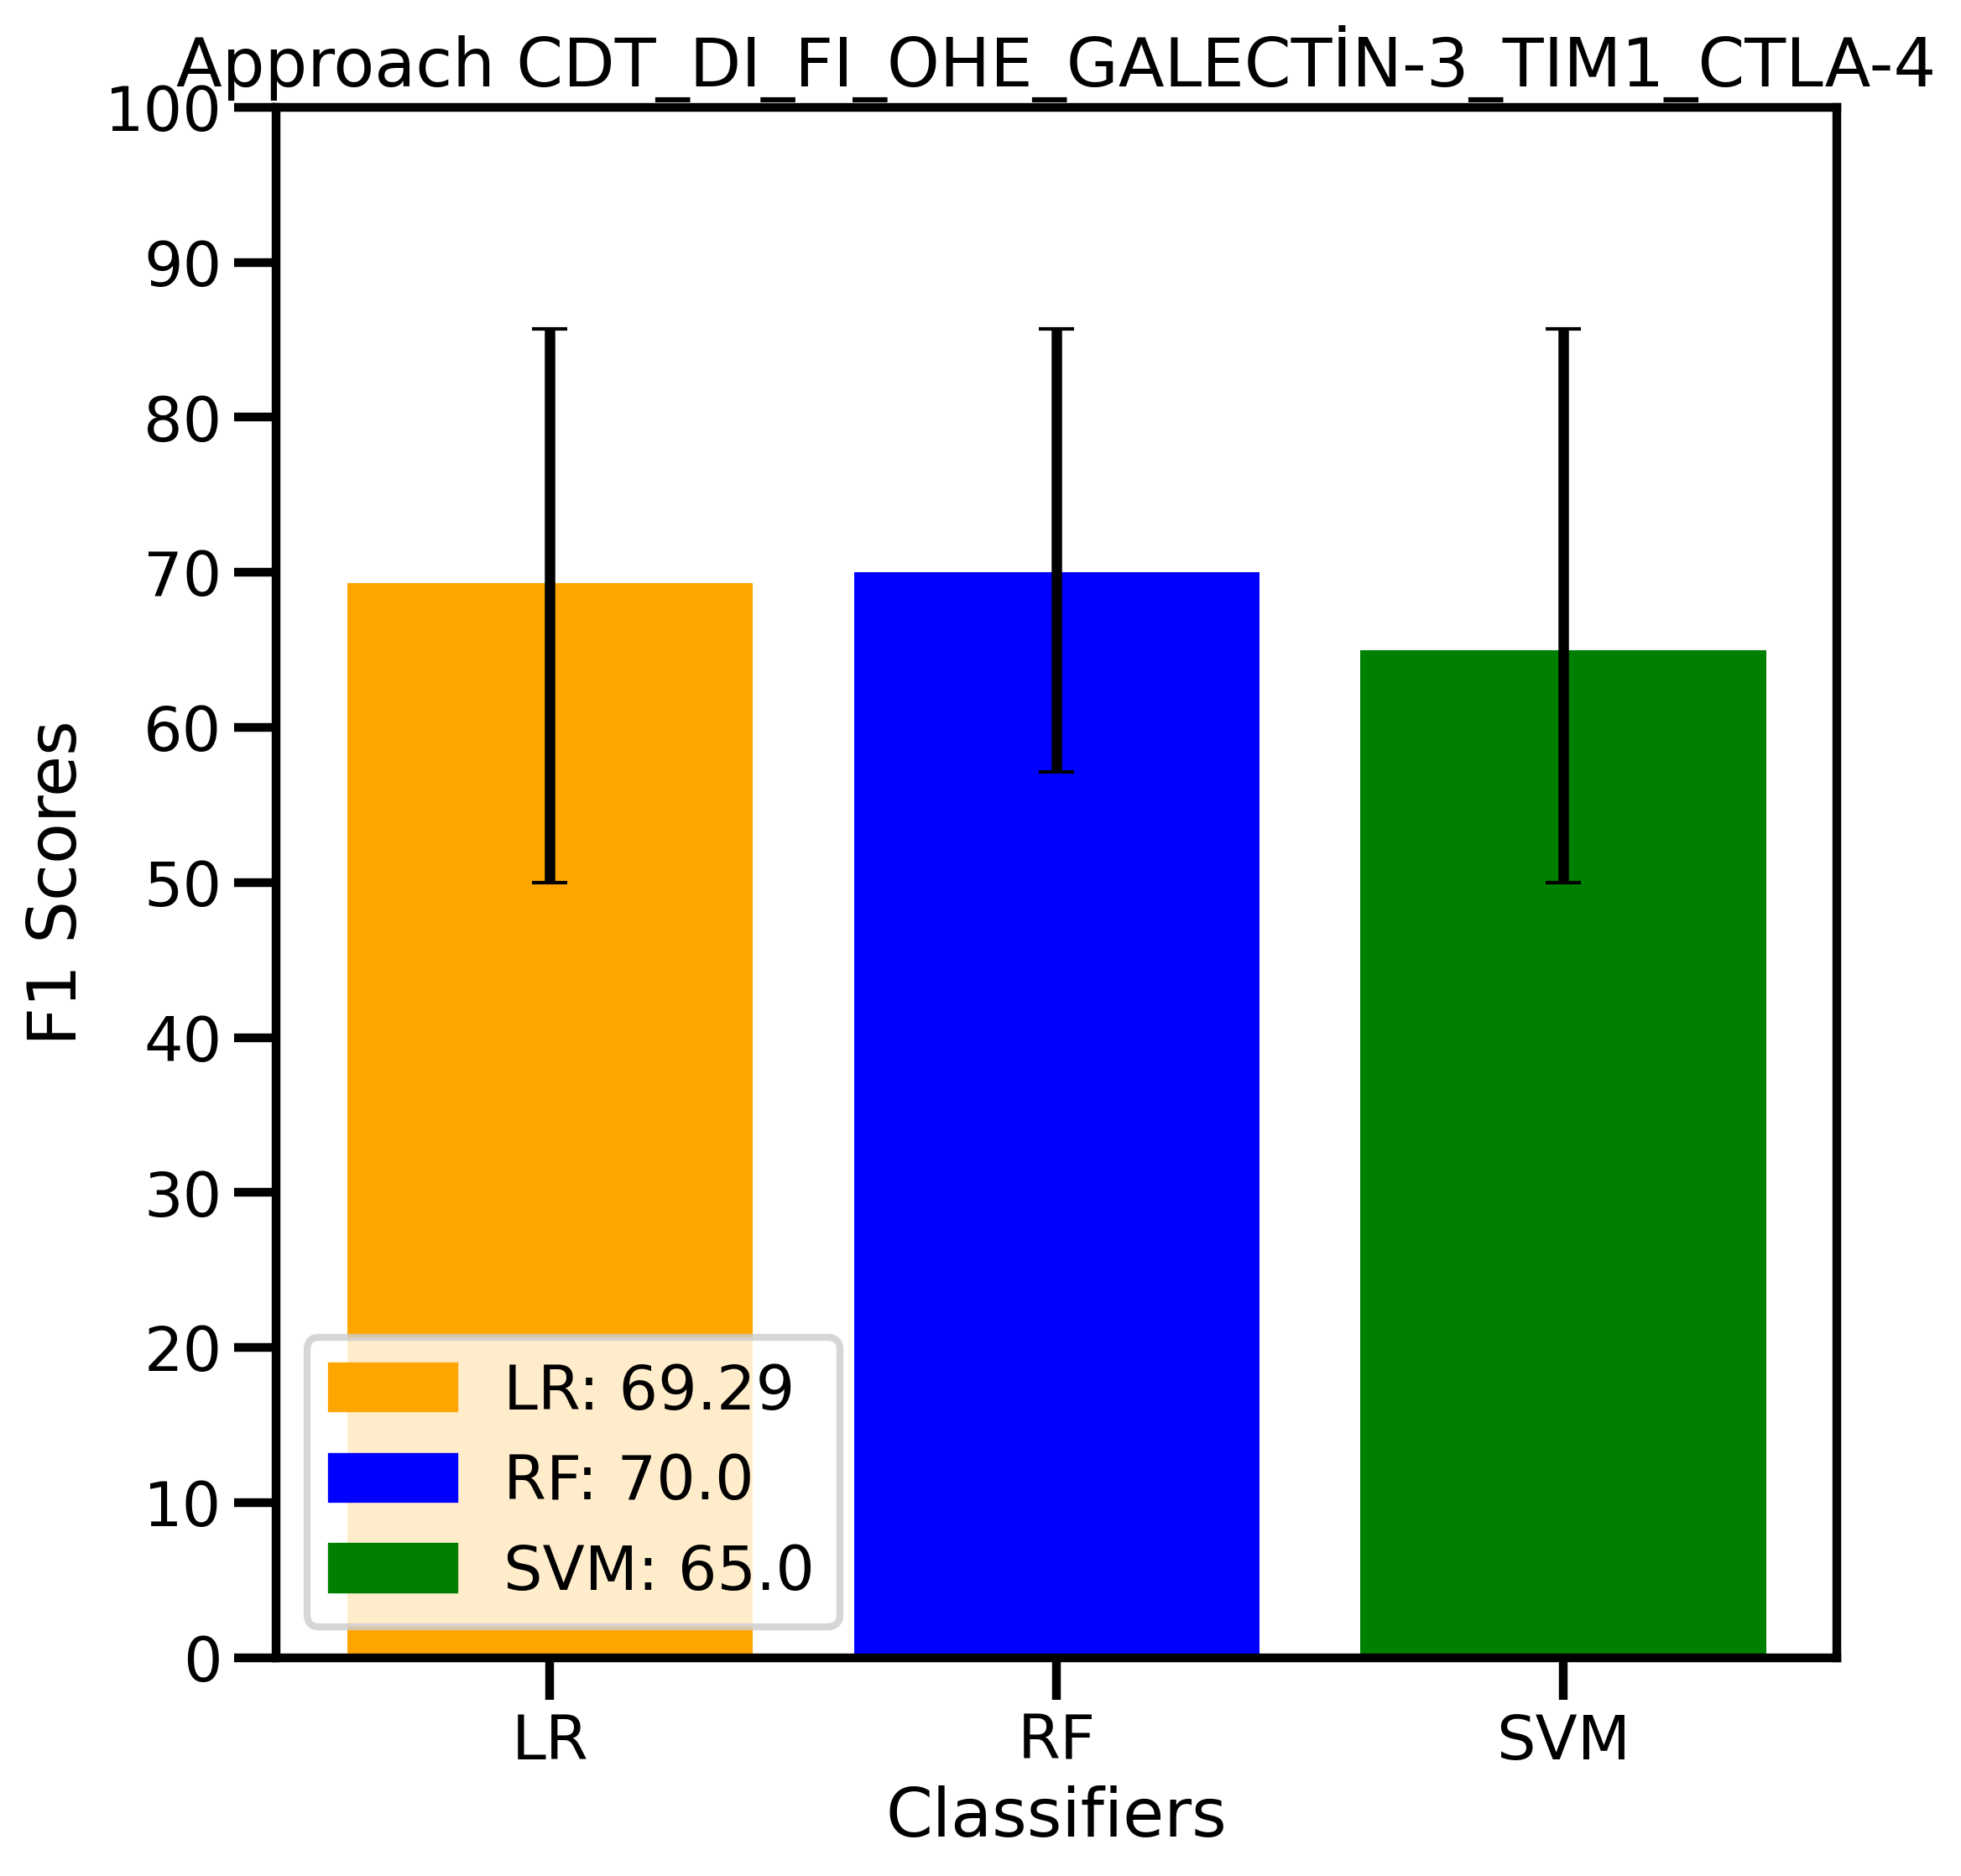 Approach CDT_DI_FI_OHE_GALECTİN-3_TIM1_CTLA-4
100
90
80
70
60
50
40
30
20
10
0
F1 Scores
LR: 69.29
RF: 70.0
SVM: 65.0
LR
RF
SVM
Classifiers